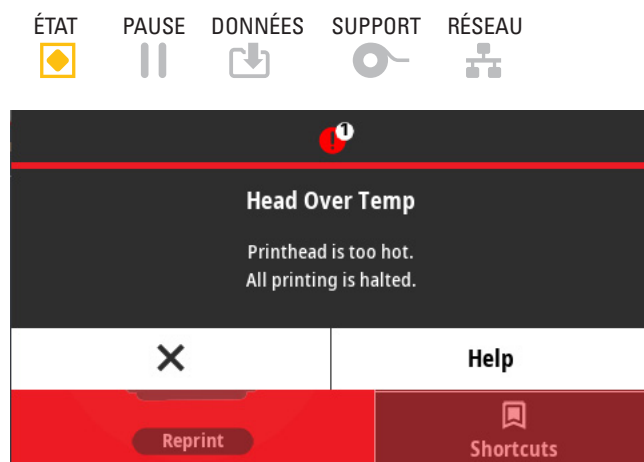 ÉTAT PAUSE DONNÉES SUPPORT RÉSEAU
1
Head Over Temp
Printhead is too hot.
All printing is halted.
Help
Reprint
Shortcuts